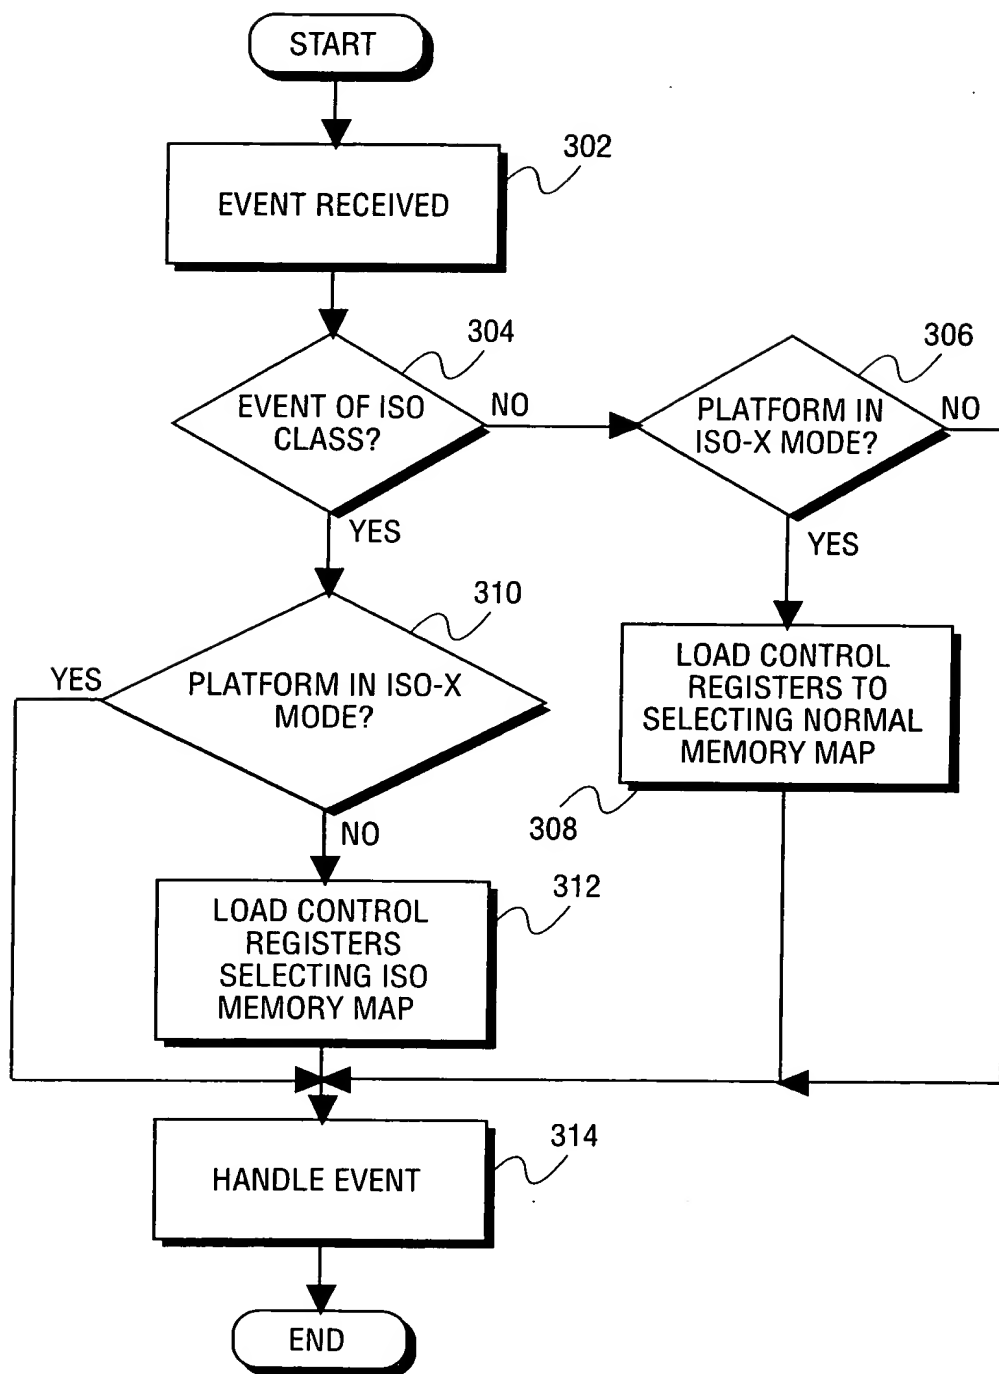 START
302
EVENT RECEIVED
304
EVENT OF ISO
CLASS?
NO
YES
306
PLATFORM IN
ISO-X MODE?
NO
YES
LOAD CONTROL
REGISTERS TO
SELECTING NORMAL
MEMORY MAP
308
310
PLATFORM IN ISO-X
MODE?
YES
NO
312
LOAD CONTROL
REGISTERS
SELECTING ISO
MEMORY MAP
314
HANDLE EVENT
END